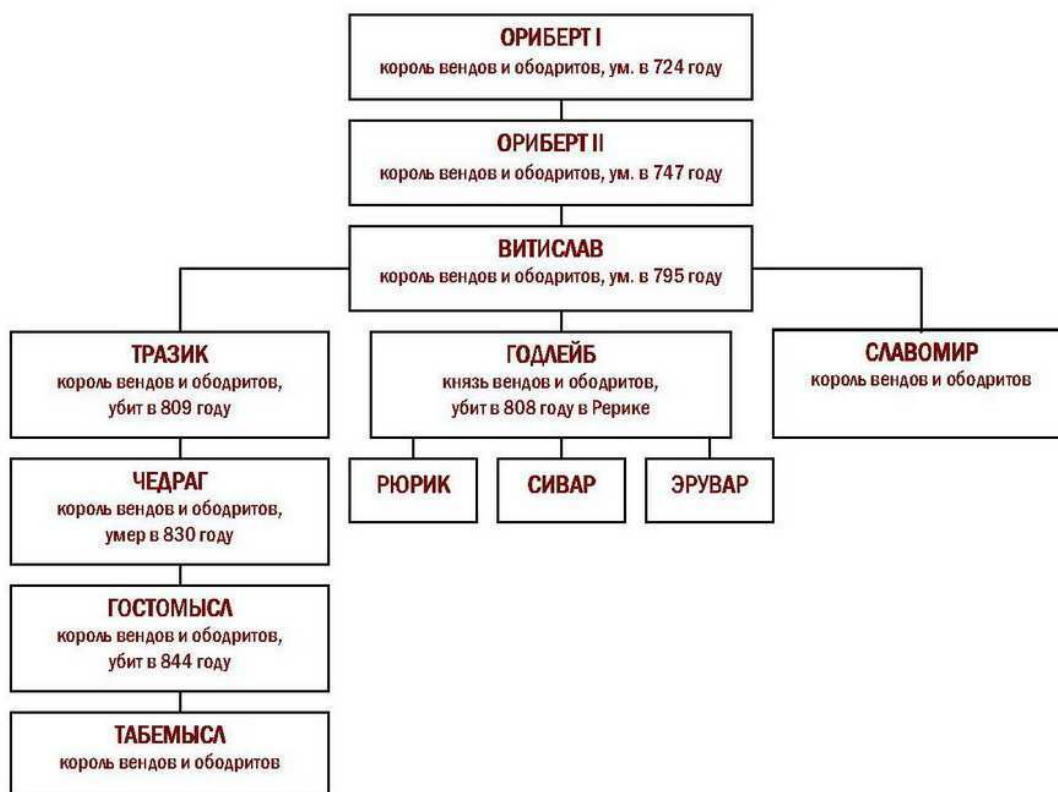 ОРИБЕРТ I
король вендов и ободритов, ум. в 724 году
ОРИБЕРТ II
король вендов и ободритов, ум. в 747 году
ВИТИСЛАВ
король вендов и ободритов, ум. в 795 году
ТРАЗИК
король вендов и ободритов,
убит в 809 году
ГОДЛЕЙБ
князь вендов и ободритов,
убит в 808 году в Рерике
СЛАВОМИР
король вендов и ободритов
ЧЕДРАГ
король вендов и ободритов,
умер в 830 году
РЮРИК
СИВАР
ЭРУВАР
ГОСТОМЫСЛ
король вендов и ободритов,
убит в 844 году
ТАБЕМЫСЛ
король вендов и ободритов